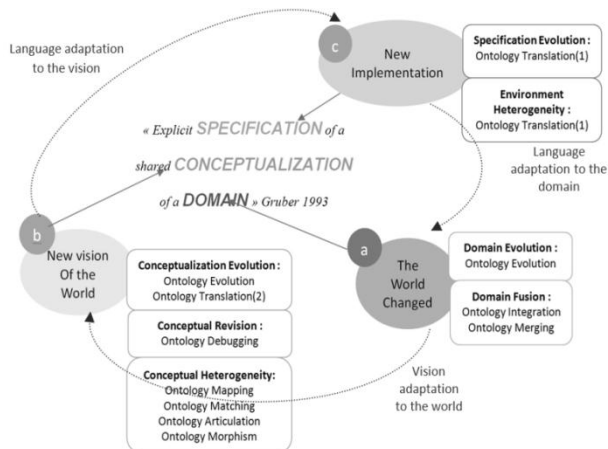 Language adaptation
to the vision
c
New
Implementation
Specification Evolution :
Ontology Translation(1)
Environment
Heterogeneity :
Ontology Translation(1)
Language
adaptation to the
domain
« Explicit SPECIFICATION of a
shared CONCEPTUALIZATION
of a DOMAIN » Gruber 1993
b
New vision
Of the
World
Conceptualization Evolution :
Ontology Evolution
Ontology Translation(2)
Conceptual Revision :
Ontology Debugging
Conceptual Heterogeneity:
Ontology Mapping
Ontology Matching
Ontology Articulation
Ontology Morphism
a
The
World
Changed
Domain Evolution :
Ontology Evolution
Domain Fusion :
Ontology Integration
Ontology Merging
Vision
adaptation
to the world